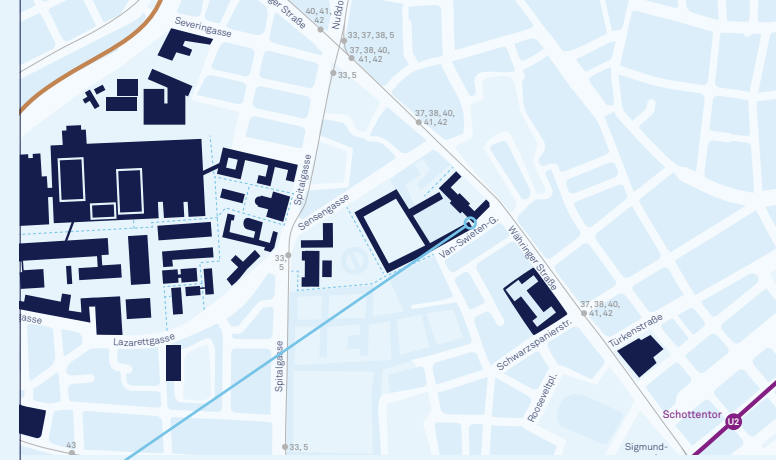 40, 41,
42
Nußdo
ger Straße
Severingasse
33, 37, 38, 5
37, 38, 40,
41, 42
33, 5
37, 38, 40,
41, 42
Spitalgasse
Sensengasse
Van-Swieten-G.
Währinger Straße
33,
5
37, 38, 40,
41, 42
gasse
Lazarettgasse
Türkenstraße
Schwarzspanierstr.
Spitalgasse
Rooseveltpl.
Schottentor
U2
43
33, 5
Sigmund-